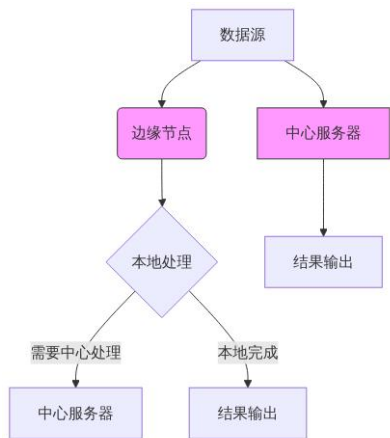 数据源
边缘节点
中心服务器
本地处理
结果输出
需要中心处理
本地完成
中心服务器
结果输出